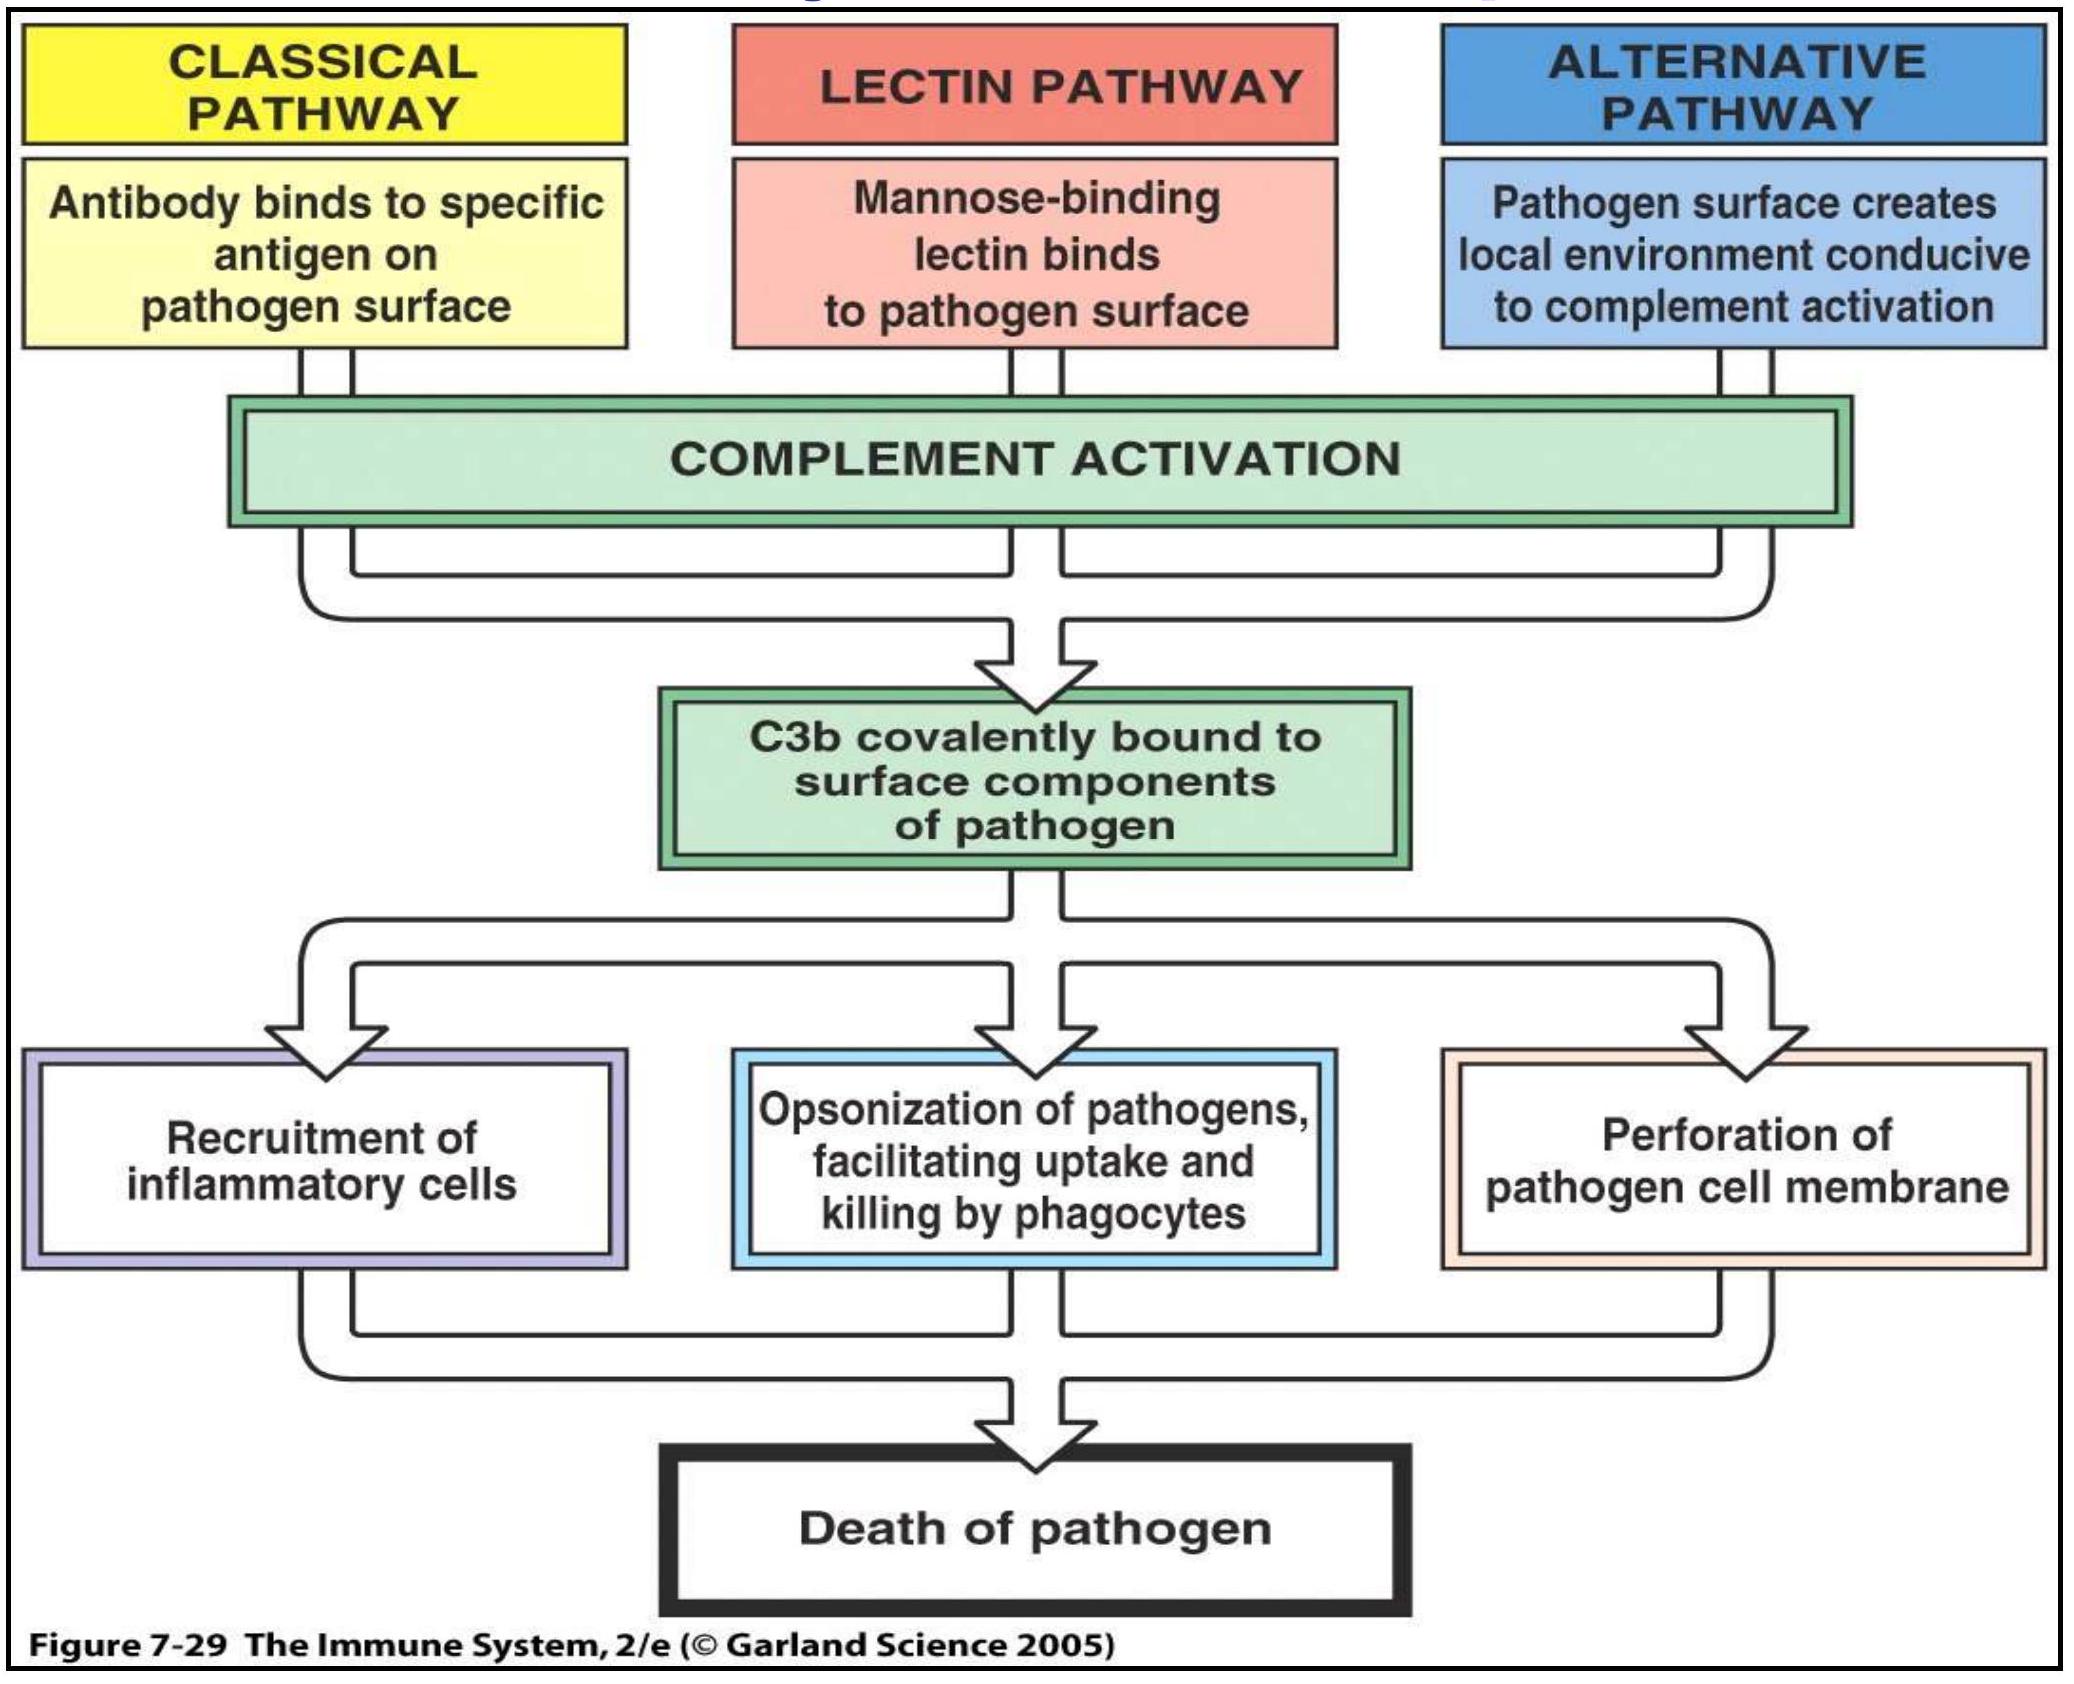 CLASSICAL
PATHWAY
LECTIN PATHWAY
ALTERNATIVE
PATHWAY
Antibody binds to specific
antigen on
pathogen surface
Mannose-binding
lectin binds
to pathogen surface
Pathogen surface creates
local environment conducive
to complement activation
COMPLEMENT ACTIVATION
C3b covalently bound to
surface components
of pathogen
Recruitment of
inflammatory cells
Opsonization of pathogens,
facilitating uptake and
killing by phagocytes
Perforation of
pathogen cell membrane
Death of pathogen
Figure 7-29 The Immune System, 2/e (© Garland Science 2005)